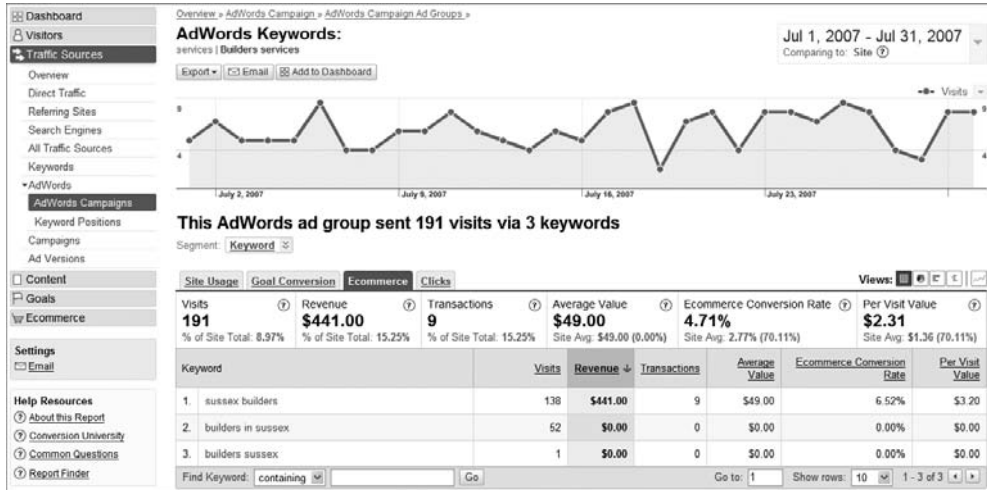 Dashboard
Visitors
Traffic Sources
Overview
Direct Traffic
Referring Sites
Search Engines
All Traffic Sources
Keywords
AdWords
AdWords Campaigns
Keyword Positions
Campaigns
Ad Versions
Content
Goals
Ecommerce
Settings
Email
Help Resources
About this Report
Conversion University
Common Questions
Report Finder
Overview » AdWords Campaign » AdWords Campaign Ad Groups »
AdWords Keywords:
services | Builders services
Jul 1, 2007 - Jul 31, 2007
Comparing to: Site
Export Email Add to Dashboard
Visits
9 9
4 4
July 2, 2007 July 9, 2007 July 16, 2007 July 23, 2007
This AdWords ad group sent 191 visits via 3 keywords
Segment: Keyword
Site Usage Goal Conversion Ecommerce Clicks Views:
Visits Revenue Transactions Average Value Ecommerce Conversion Rate Per Visit Value
191 $441.00 9 $49.00 4.71% $2.31
% of Site Total: 8.97% % of Site Total: 15.25% % of Site Total: 15.25% Site Avg: $49.00 (0.00%) Site Avg: 2.77% (70.11%) Site Avg: $1.36 (70.11%)
Keyword Visits Revenue Transactions Average Value Ecommerce Conversion Rate Per Visit Value
1. sussex builders 138 $441.00 9 $49.00 6.52% $3.20
2. builders in sussex 52 $0.00 0 $0.00 0.00% $0.00
3. builders sussex 1 $0.00 0 $0.00 0.00% $0.00
Find Keyword: containing Go Go to: 1 Show rows: 10 1 - 3 of 3